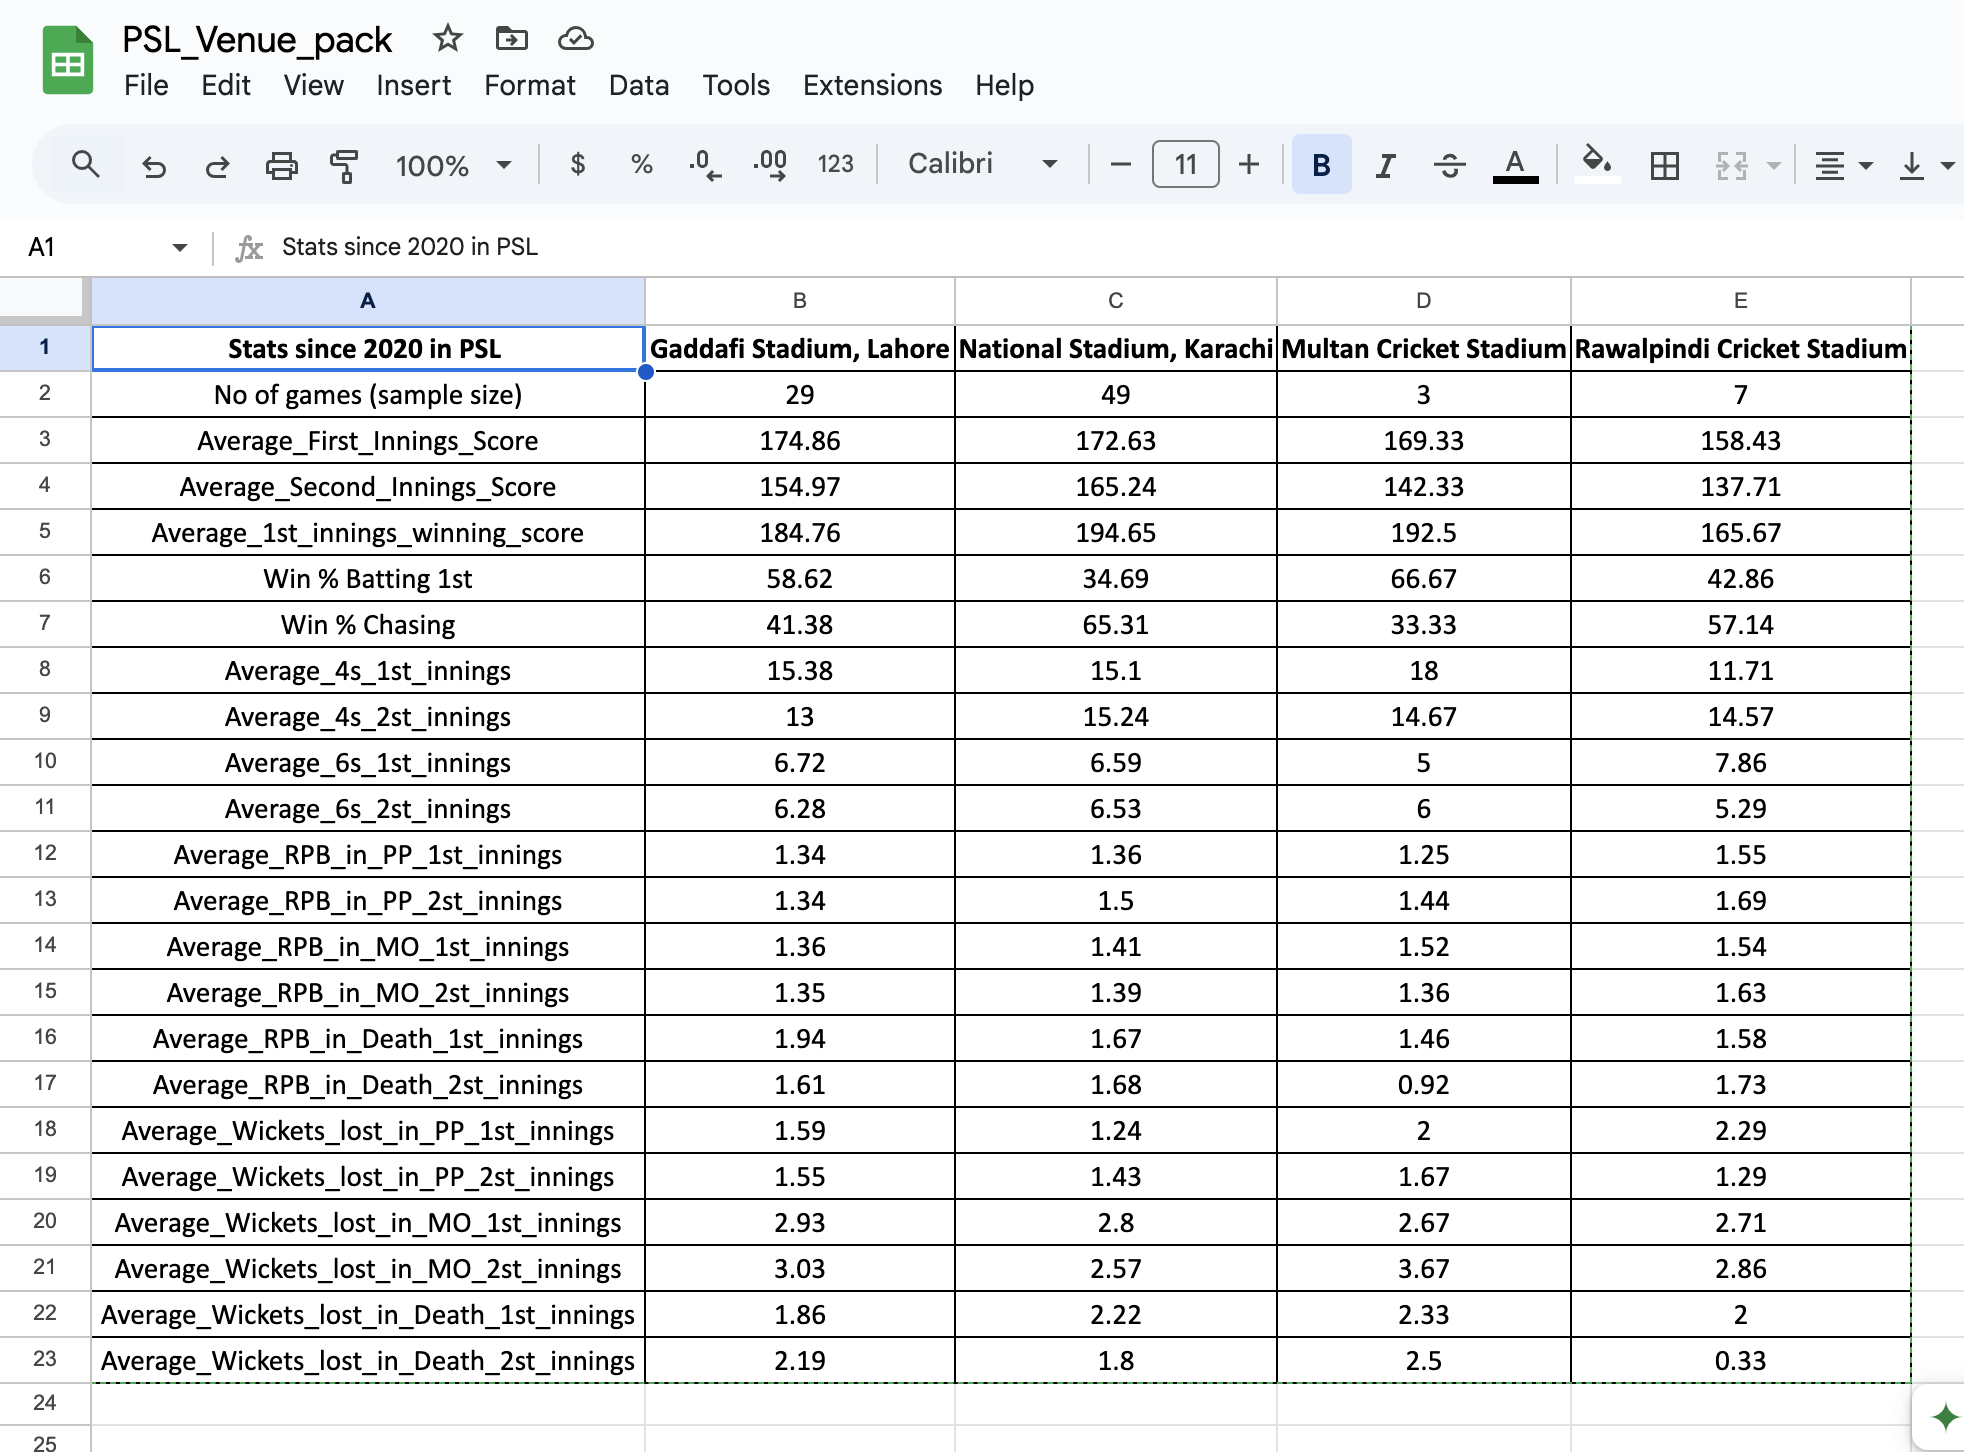 PSL_Venue_pack
File Edit View Insert Format Data Tools Extensions Help
100% $ % .0 .00 123 Calibri 11 B I S A
A1 fx Stats since 2020 in PSL
A B C D E
1 Stats since 2020 in PSL Gaddafi Stadium, Lahore National Stadium, Karachi Multan Cricket Stadium Rawalpindi Cricket Stadium
2 No of games (sample size) 29 49 3 7
3 Average_First_Innings_Score 174.86 172.63 169.33 158.43
4 Average_Second_Innings_Score 154.97 165.24 142.33 137.71
5 Average_1st_innings_winning_score 184.76 194.65 192.5 165.67
6 Win % Batting 1st 58.62 34.69 66.67 42.86
7 Win % Chasing 41.38 65.31 33.33 57.14
8 Average_4s_1st_innings 15.38 15.1 18 11.71
9 Average_4s_2st_innings 13 15.24 14.67 14.57
10 Average_6s_1st_innings 6.72 6.59 5 7.86
11 Average_6s_2st_innings 6.28 6.53 6 5.29
12 Average_RPB_in_PP_1st_innings 1.34 1.36 1.25 1.55
13 Average_RPB_in_PP_2st_innings 1.34 1.5 1.44 1.69
14 Average_RPB_in_MO_1st_innings 1.36 1.41 1.52 1.54
15 Average_RPB_in_MO_2st_innings 1.35 1.39 1.36 1.63
16 Average_RPB_in_Death_1st_innings 1.94 1.67 1.46 1.58
17 Average_RPB_in_Death_2st_innings 1.61 1.68 0.92 1.73
18 Average_Wickets_lost_in_PP_1st_innings 1.59 1.24 2 2.29
19 Average_Wickets_lost_in_PP_2st_innings 1.55 1.43 1.67 1.29
20 Average_Wickets_lost_in_MO_1st_innings 2.93 2.8 2.67 2.71
21 Average_Wickets_lost_in_MO_2st_innings 3.03 2.57 3.67 2.86
22 Average_Wickets_lost_in_Death_1st_innings 1.86 2.22 2.33 2
23 Average_Wickets_lost_in_Death_2st_innings 2.19 1.8 2.5 0.33
24
25